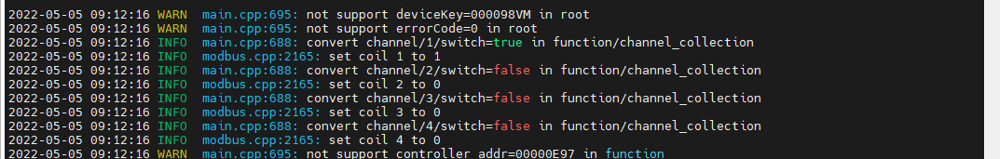 2022-05-05 09:12:16 WARN  main.cpp:695: not support deviceKey=000098VM in root
2022-05-05 09:12:16 WARN  main.cpp:695: not support errorCode=0 in root
2022-05-05 09:12:16 INFO  main.cpp:688: convert channel/1/switch=true in function/channel_collection
2022-05-05 09:12:16 INFO  modbus.cpp:2165: set coil 1 to 1
2022-05-05 09:12:16 INFO  main.cpp:688: convert channel/2/switch=false in function/channel_collection
2022-05-05 09:12:16 INFO  modbus.cpp:2165: set coil 2 to 0
2022-05-05 09:12:16 INFO  main.cpp:688: convert channel/3/switch=false in function/channel_collection
2022-05-05 09:12:16 INFO  modbus.cpp:2165: set coil 3 to 0
2022-05-05 09:12:16 INFO  main.cpp:688: convert channel/4/switch=false in function/channel_collection
2022-05-05 09:12:16 INFO  modbus.cpp:2165: set coil 4 to 0
2022-05-05 09:12:16 WARN  main.cpp:695: not support controller_addr=00000E97 in function